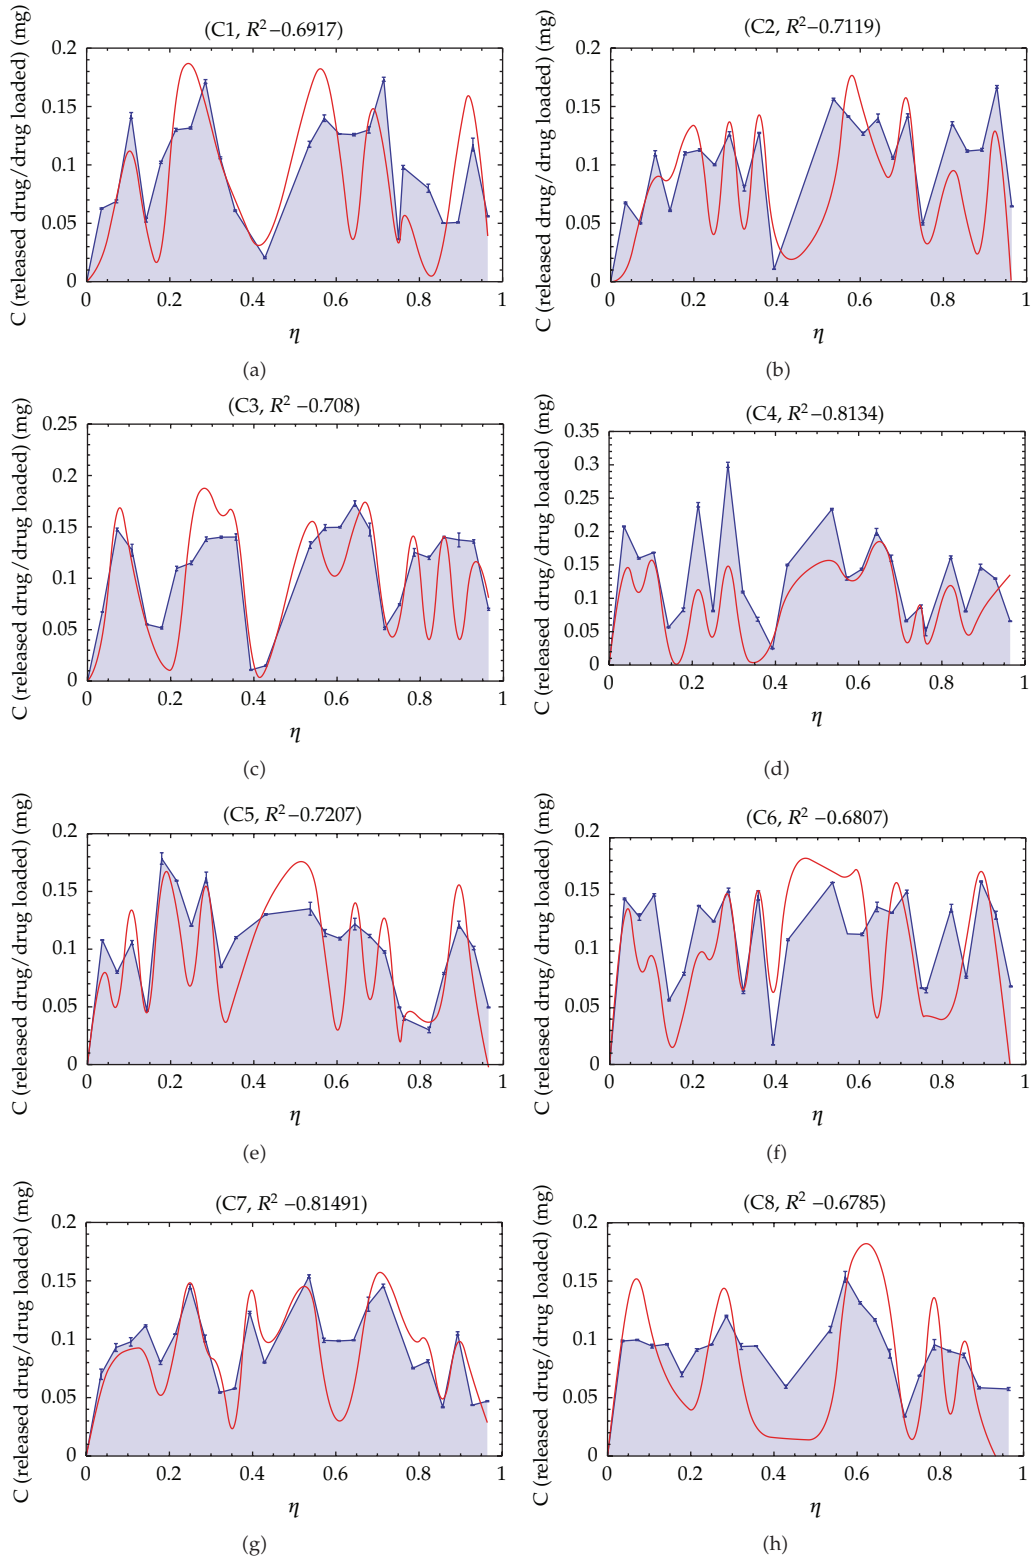 (C1, R² −0.6917)
C (released drug/drug loaded) (mg)
0.2
0.15
0.1
0.05
0
0 0.2 0.4 0.6 0.8 1
η
(a)
(C2, R² −0.7119)
C (released drug/drug loaded) (mg)
0.2
0.15
0.1
0.05
0
0 0.2 0.4 0.6 0.8 1
η
(b)
(C3, R² −0.708)
C (released drug/drug loaded) (mg)
0.25
0.2
0.15
0.1
0.05
0
0 0.2 0.4 0.6 0.8 1
η
(c)
(C4, R² −0.8134)
C (released drug/drug loaded) (mg)
0.35
0.3
0.25
0.2
0.15
0.1
0.05
0
0 0.2 0.4 0.6 0.8 1
η
(d)
(C5, R² −0.7207)
C (released drug/drug loaded) (mg)
0.2
0.15
0.1
0.05
0
0 0.2 0.4 0.6 0.8 1
η
(e)
(C6, R² −0.6807)
C (released drug/drug loaded) (mg)
0.2
0.15
0.1
0.05
0
0 0.2 0.4 0.6 0.8 1
η
(f)
(C7, R² −0.81491)
C (released drug/drug loaded) (mg)
0.2
0.15
0.1
0.05
0
0 0.2 0.4 0.6 0.8 1
η
(g)
(C8, R² −0.6785)
C (released drug/drug loaded) (mg)
0.2
0.15
0.1
0.05
0
0 0.2 0.4 0.6 0.8 1
η
(h)